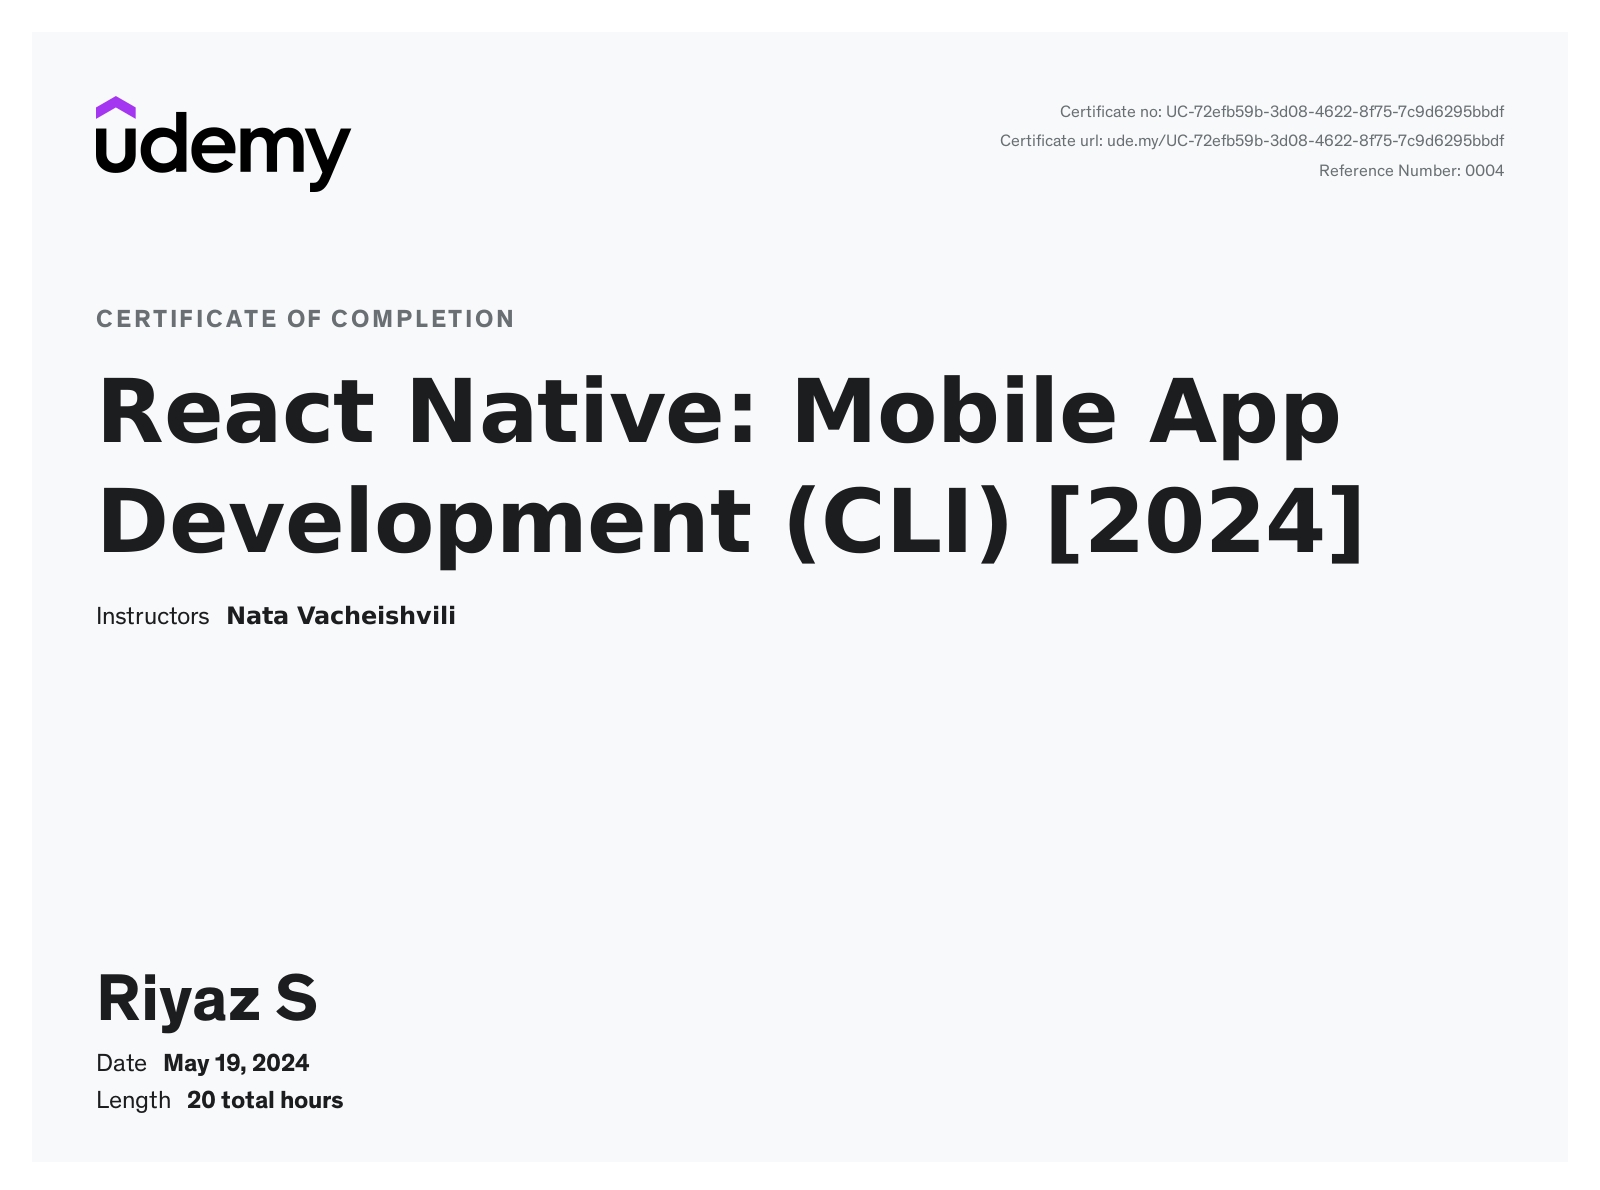 udemy
Certificate no: UC-72efb59b-3d08-4622-8f75-7c9d6295bbdf
Certificate url: ude.my/UC-72efb59b-3d08-4622-8f75-7c9d6295bbdf
Reference Number: 0004
CERTIFICATE OF COMPLETION
React Native: Mobile App
Development (CLI) [2024]
Instructors Nata Vacheishvili
Riyaz S
Date May 19, 2024
Length 20 total hours